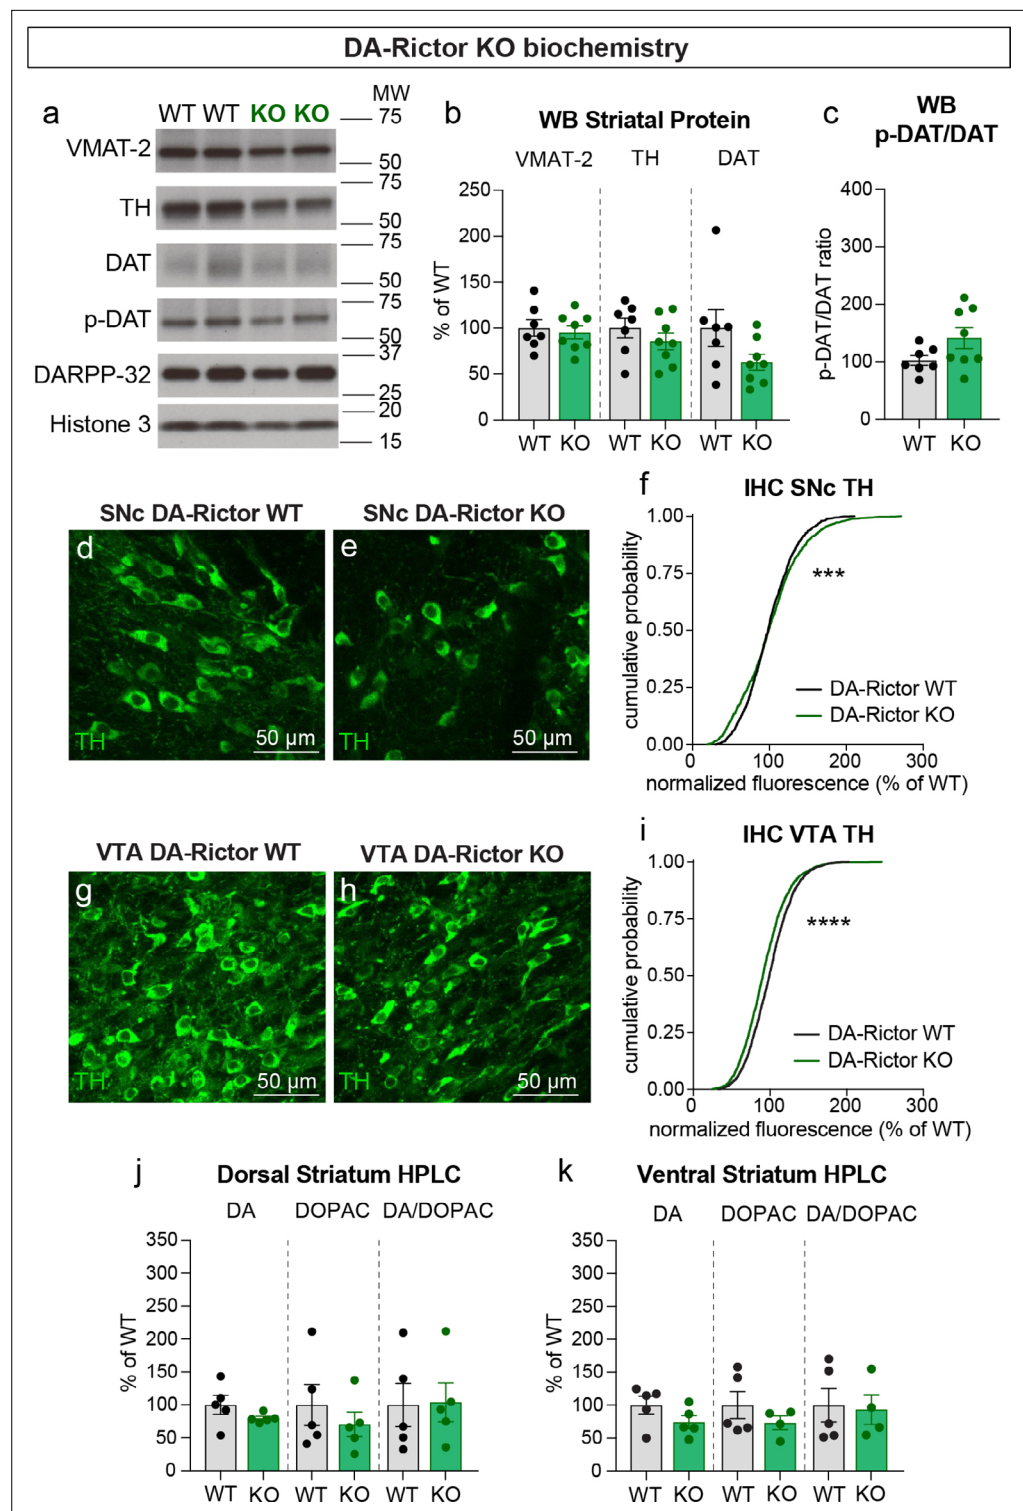 DA-Rictor KO biochemistry
a
WT WT KO KO
MW
VMAT-2
TH
DAT
p-DAT
DARPP-32
Histone 3
75
50
75
50
75
50
75
50
37
25
20
15
b
WB Striatal Protein
VMAT-2 TH DAT
% of WT
250
200
150
100
50
0
WT KO WT KO WT KO
c
WB
p-DAT/DAT
p-DAT/DAT ratio
400
300
200
100
0
WT KO
SNc DA-Rictor WT
d
TH
50 µm
SNc DA-Rictor KO
e
TH
50 µm
f
IHC SNc TH
cumulative probability
1.00
0.75
0.50
0.25
0.00
***
DA-Rictor WT
DA-Rictor KO
0 100 200 300
normalized fluorescence (% of WT)
VTA DA-Rictor WT
g
TH
50 µm
VTA DA-Rictor KO
h
TH
50 µm
i
IHC VTA TH
cumulative probability
1.00
0.75
0.50
0.25
0.00
****
DA-Rictor WT
DA-Rictor KO
0 100 200 300
normalized fluorescence (% of WT)
j
Dorsal Striatum HPLC
DA DOPAC DA/DOPAC
% of WT
350
300
250
200
150
100
50
0
WT KO WT KO WT KO
k
Ventral Striatum HPLC
DA DOPAC DA/DOPAC
% of WT
350
300
250
200
150
100
50
0
WT KO WT KO WT KO